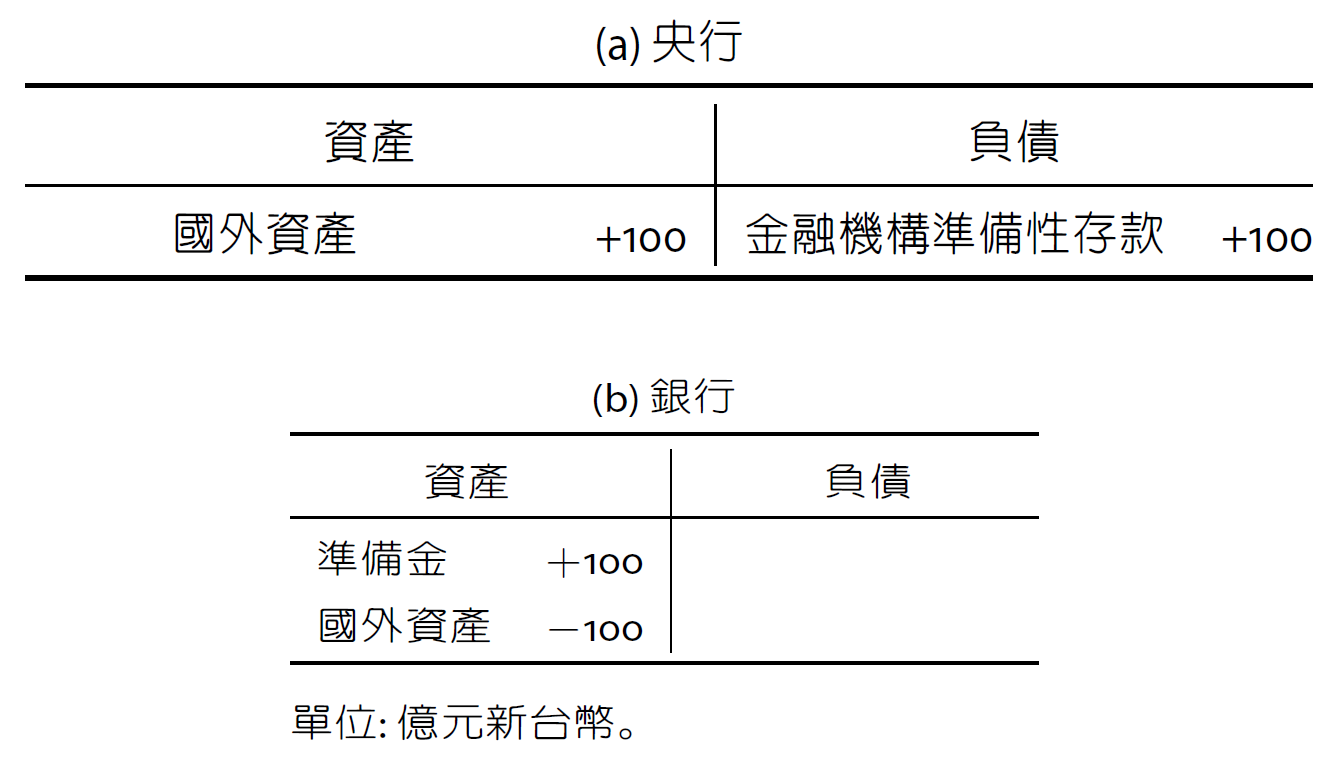 (a) 央行
資產 負債
國外資產 +100 金融機構準備性存款 +100
(b) 銀行
資產 負債
準備金 +100
國外資產 −100
單位: 億元新台幣。